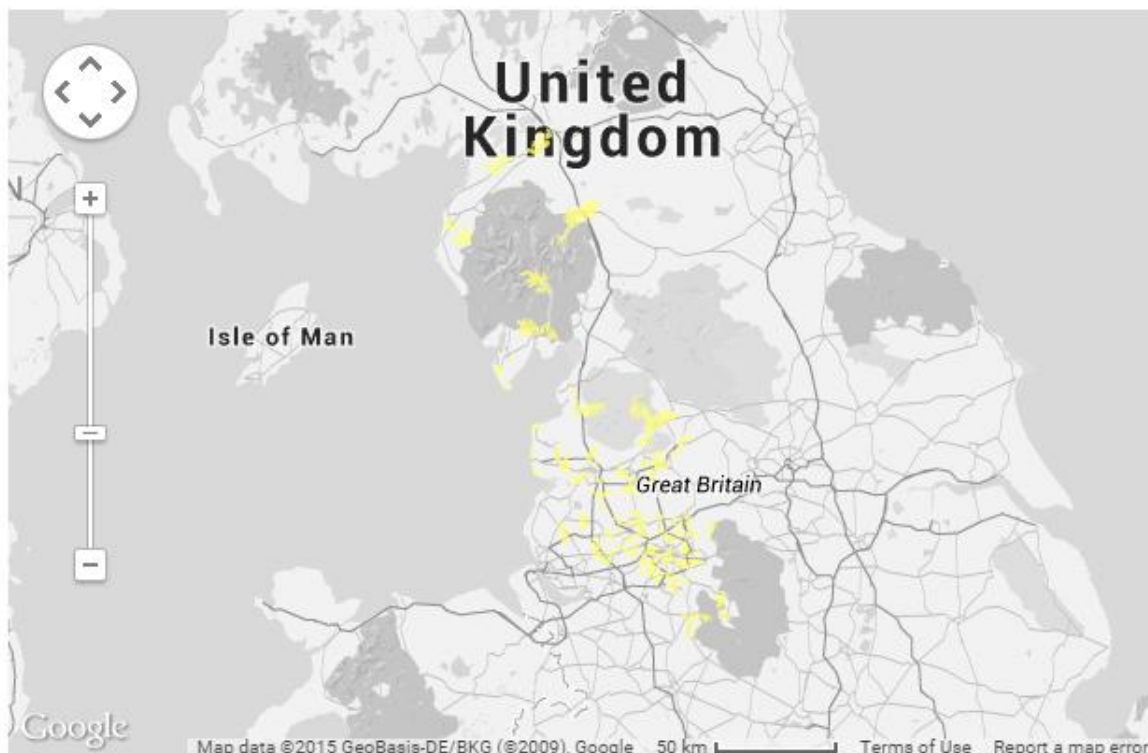 United
Kingdom
N
Isle of Man
Great Britain
Google
Map data ©2015 GeoBasis-DE/BKG (©2009), Google 50 km Terms of Use Report a map erro